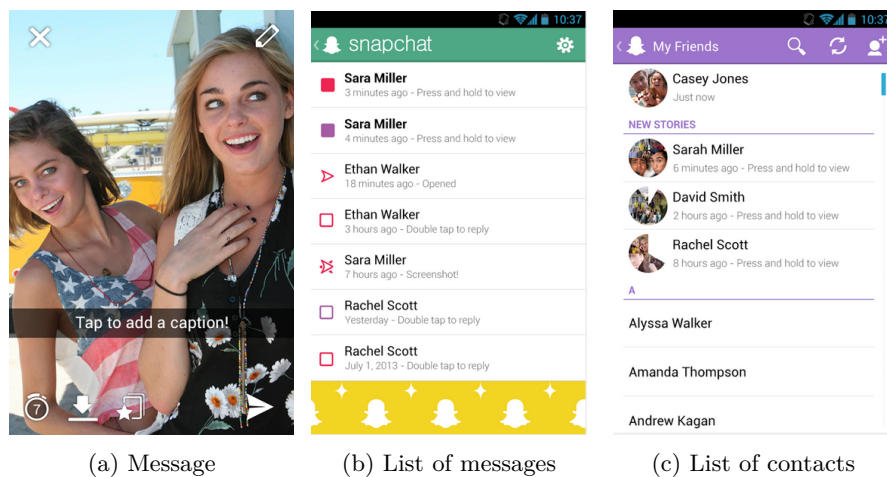 Tap to add a caption!
7
(a) Message
10:37
snapchat
Sara Miller
3 minutes ago - Press and hold to view
Sara Miller
4 minutes ago - Press and hold to view
Ethan Walker
18 minutes ago - Opened
Ethan Walker
3 hours ago - Double tap to reply
Sara Miller
7 hours ago - Screenshot!
Rachel Scott
Yesterday - Double tap to reply
Rachel Scott
July 1, 2013 - Double tap to reply
(b) List of messages
10:37
My Friends
Casey Jones
Just now
NEW STORIES
Sarah Miller
6 minutes ago - Press and hold to view
David Smith
2 hours ago - Press and hold to view
Rachel Scott
8 hours ago - Press and hold to view
A
Alyssa Walker
Amanda Thompson
Andrew Kagan
(c) List of contacts